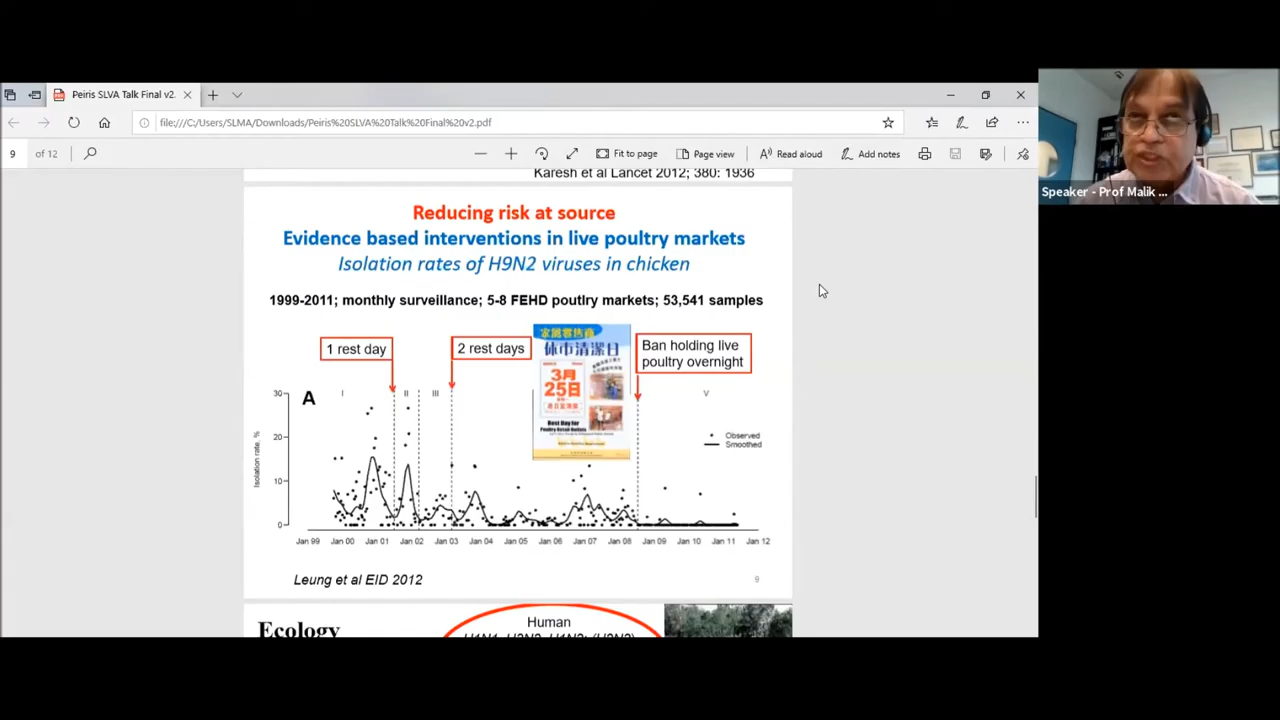 Peiris SLVA Talk Final v2.
file:///C:/Users/SLMA/Downloads/Peiris%20SLVA%20Talk%20Final%20v2.pdf
9 of 12
Fit to page
Page view
Read aloud
Add notes
Speaker - Prof Malik ...
Karesh et al Lancet 2012; 380: 1936
Reducing risk at source
Evidence based interventions in live poultry markets
Isolation rates of H9N2 viruses in chicken
1999-2011; monthly surveillance; 5-8 FEHD poutlry markets; 53,541 samples
1 rest day
2 rest days
Ban holding live
poultry overnight
休市清潔日
3月
25日
Rest Day for
Poultry Retail Outlets
A
I
II
III
V
30
20
10
0
Isolation rate, %
Observed
Smoothed
Jan 99 Jan 00 Jan 01 Jan 02 Jan 03 Jan 04 Jan 05 Jan 06 Jan 07 Jan 08 Jan 09 Jan 10 Jan 11 Jan 12
Leung et al EID 2012
9
Ecology
Human